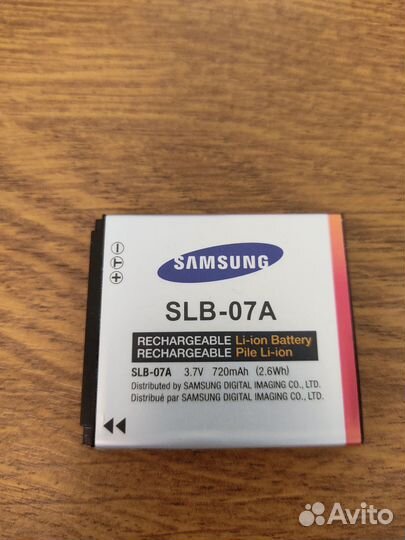 SAMSUNG
SLB-07A
RECHARGEABLE Li-ion Battery
RECHARGEABLE Pile Li-ion
SLB-07A 3.7V 720mAh (2.6Wh)
Distributed by SAMSUNG DIGITAL IMAGING CO., LTD.
Distribué par SAMSUNG DIGITAL IMAGING CO., LTD.
− T +
Avito